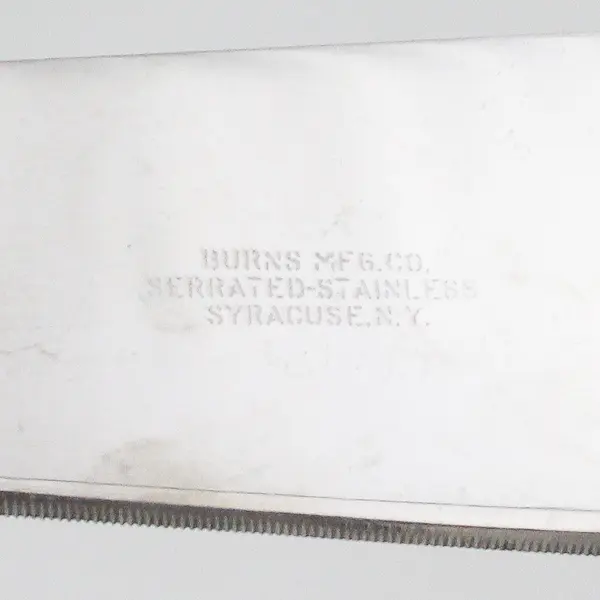 BURNS MFG.CO.
SERRATED-STAINLESS
SYRACUSE,N.Y.